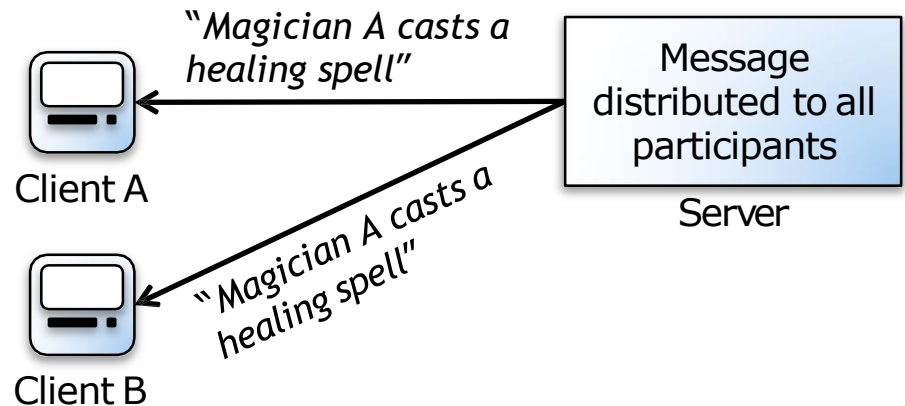 “Magician A casts a
healing spell”
Message
distributed to all
participants
Client A
Server
“Magician A casts a
healing spell”
Client B